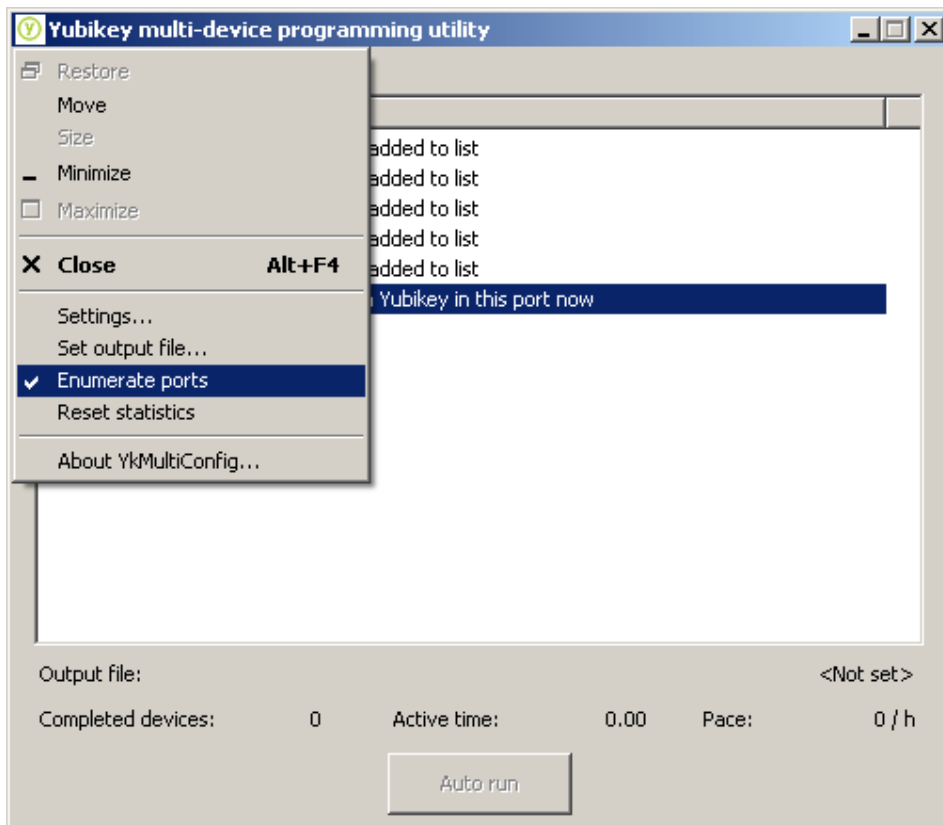 Yubikey multi-device programming utility
Restore
Move
Size
Minimize
Maximize
Close Alt+F4
Settings...
Set output file...
Enumerate ports
Reset statistics
About YkMultiConfig...
added to list
added to list
added to list
added to list
added to list
Yubikey in this port now
Output file: <Not set>
Completed devices: 0 Active time: 0.00 Pace: 0 / h
Auto run